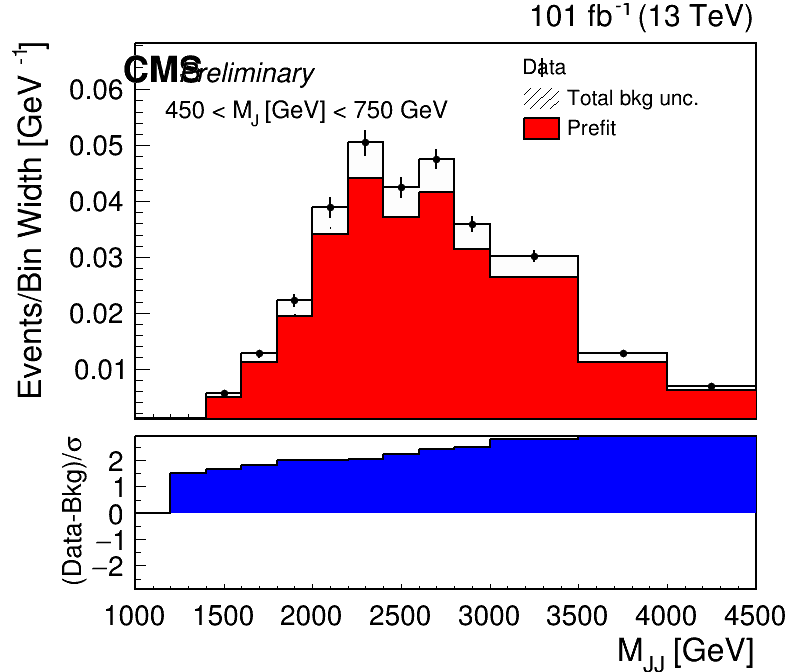 101 fb-1 (13 TeV)
CMS Preliminary
450 < MJ [GeV] < 750 GeV
Data
Total bkg unc.
Prefit
Events/Bin Width [GeV-1]
0.06
0.05
0.04
0.03
0.02
0.01
(Data-Bkg)/σ
2
1
0
−1
−2
1000 1500 2000 2500 3000 3500 4000 4500
MJJ [GeV]